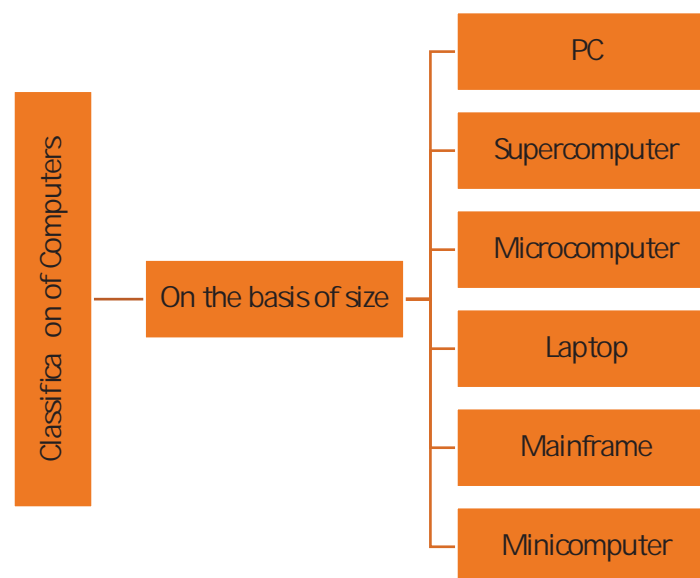 Classifica on of Computers
On the basis of size
PC
Supercomputer
Microcomputer
Laptop
Mainframe
Minicomputer